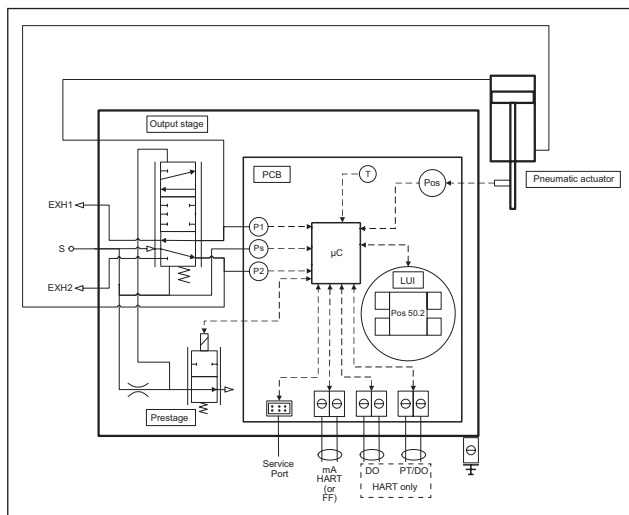 Output stage
PCB
T
Pos
Pneumatic actuator
EXH1
P1
S
Ps
µC
EXH2
P2
LUI
Pos 50.2
Prestage
Service
Port
mA
HART
(or
FF)
DO
PT/DO
HART only